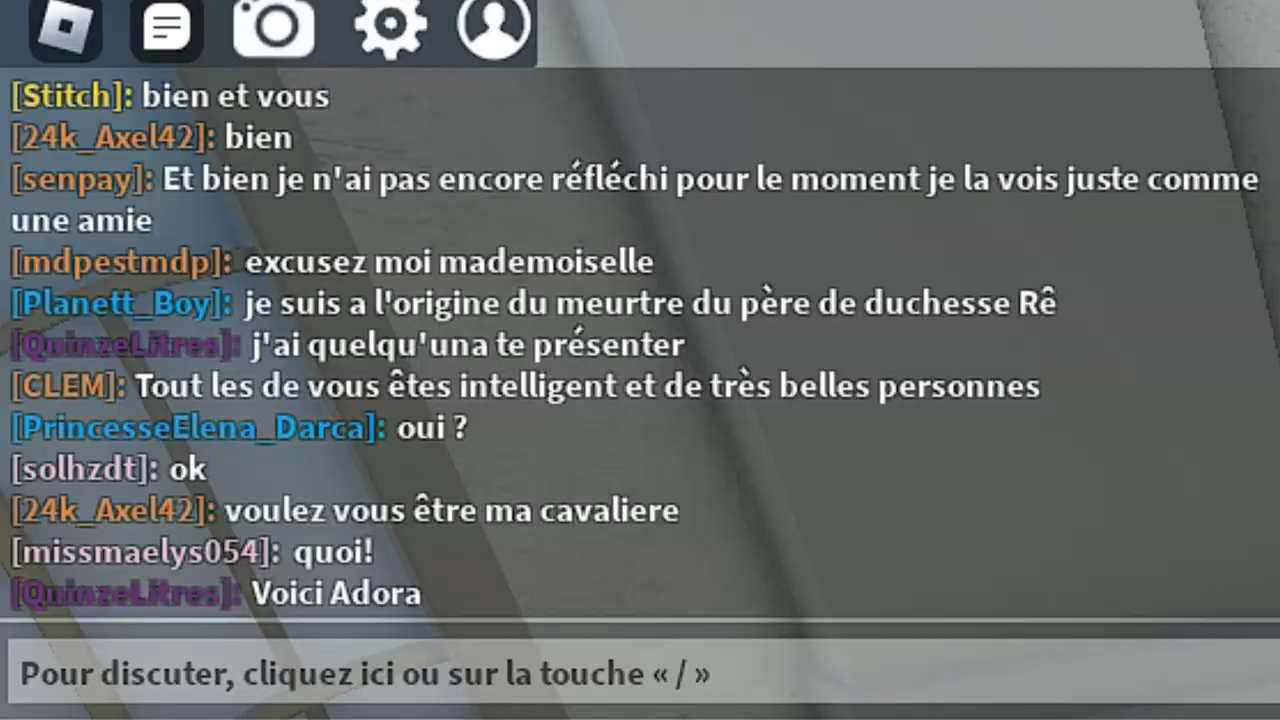 [Stitch]: bien et vous
[24k_Axel42]: bien
[senpay]: Et bien je n'ai pas encore réfléchi pour le moment je la vois juste comme
une amie
[mdpestmdp]: excusez moi mademoiselle
[Planett_Boy]: je suis a l'origine du meurtre du père de duchesse Rê
[QuinzeLitres]: j'ai quelqu'una te présenter
[CLEM]: Tout les de vous êtes intelligent et de très belles personnes
[PrincesseElena_Darca]: oui ?
[solhzdt]: ok
[24k_Axel42]: voulez vous être ma cavaliere
[missmaelys054]: quoi!
[QuinzeLitres]: Voici Adora
Pour discuter, cliquez ici ou sur la touche « / »